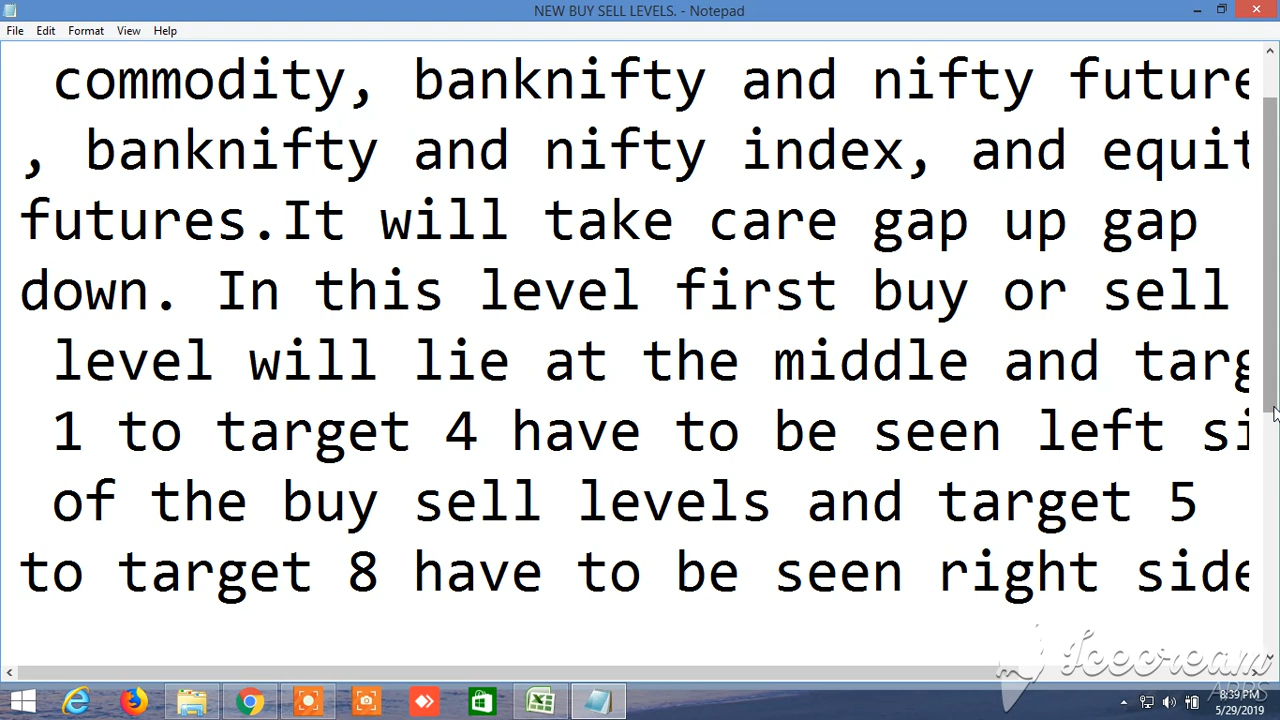 NEW BUY SELL LEVELS. - Notepad
File Edit Format View Help
commodity, banknifty and nifty future
, banknifty and nifty index, and equit
futures.It will take care gap up gap
down. In this level first buy or sell
level will lie at the middle and targ
1 to target 4 have to be seen left si
of the buy sell levels and target 5
to target 8 have to be seen right side
Icecream
APPS
8:39 PM
5/29/2019